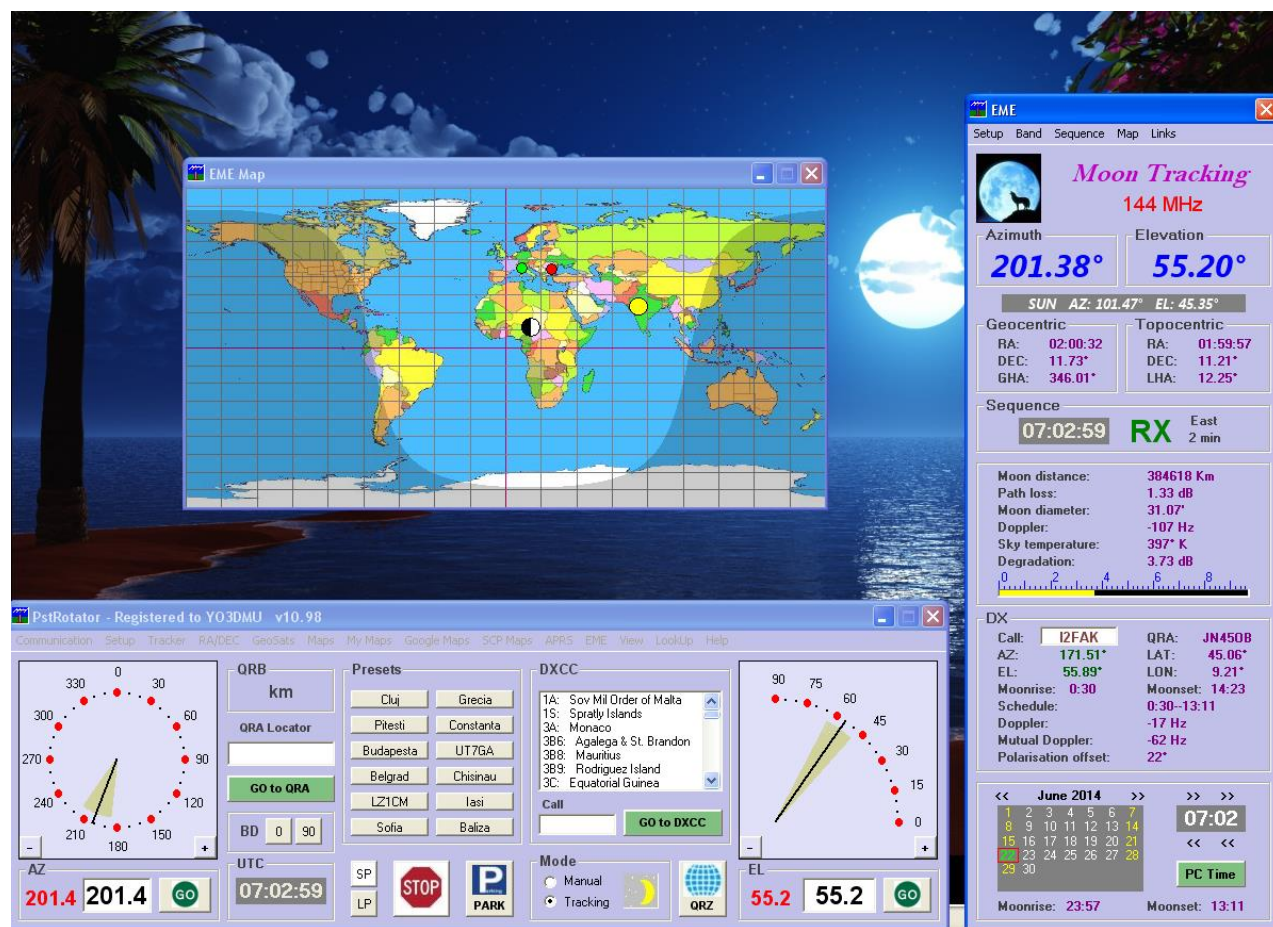 EME Map
EME
Setup Band Sequence Map Links
Moon Tracking
144 MHz
Azimuth
201.38°
Elevation
55.20°
SUN AZ: 101.47° EL: 45.35°
Geocentric
RA: 02:00:32
DEC: 11.73°
GHA: 346.01°
Topocentric
RA: 01:59:57
DEC: 11.21°
LHA: 12.25°
Sequence
07:02:59 RX East
2 min
Moon distance: 384618 Km
Path loss: 1.33 dB
Moon diameter: 31.07'
Doppler: -107 Hz
Sky temperature: 397° K
Degradation: 3.73 dB
0 2 4 6 8
DX
Call: I2FAK QRA: JN45OB
AZ: 171.51° LAT: 45.06°
EL: 55.89° LON: 9.21°
Moonrise: 0:30 Moonset: 14:23
Schedule: 0:30--13:11
Doppler: -17 Hz
Mutual Doppler: -62 Hz
Polarisation offset: 22°
<< June 2014 >> >> >>
1 2 3 4 5 6 7
8 9 10 11 12 13 14
15 16 17 18 19 20 21
22 23 24 25 26 27 28
29 30
07:02
<< <<
PC Time
Moonrise: 23:57 Moonset: 13:11
PstRotator - Registered to YO3DMU v10.98
Communication Setup Tracker RA/DEC GeoSats Maps My Maps Google Maps SCP Maps APRS EME View LookUp Help
0
330 30
300 60
270 90
240 120
210 150
180
- +
AZ
201.4 201.4 GO
QRB
km
QRA Locator
GO to QRA
BD 0 90
UTC
07:02:59
Presets
Cluj Grecia
Pitesti Constanta
Budapesta UT7GA
Belgrad Chisinau
LZ1CM Iasi
Sofia Baliza
SP
LP
STOP
P
PARK
DXCC
1A: Sov Mil Order of Malta
1S: Spratly Islands
3A: Monaco
3B6: Agalega & St. Brandon
3B8: Mauritius
3B9: Rodriguez Island
3C: Equatorial Guinea
Call
GO to DXCC
Mode
Manual
Tracking
QRZ
90 75
60
45
30
15
0
- +
EL
55.2 55.2 GO